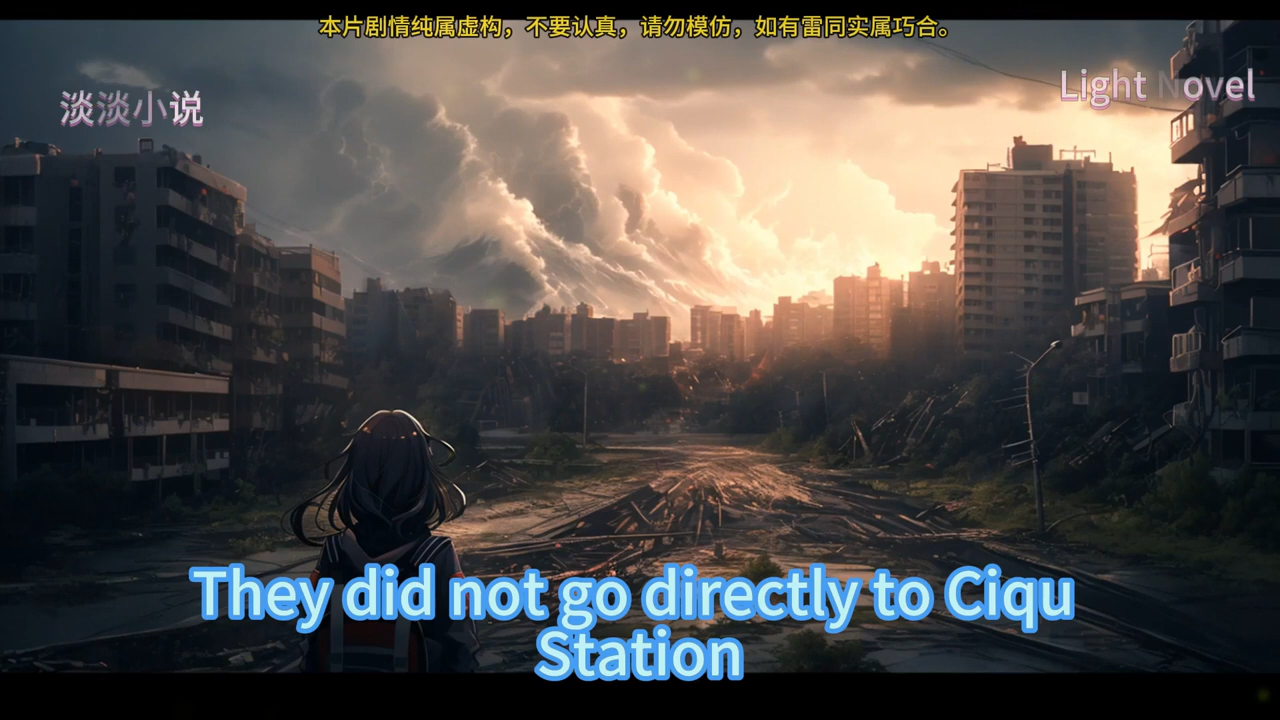 本片剧情纯属虚构，不要认真，请勿模仿，如有雷同实属巧合。
淡淡小说
Light Novel
They did not go directly to Ciqu
Station